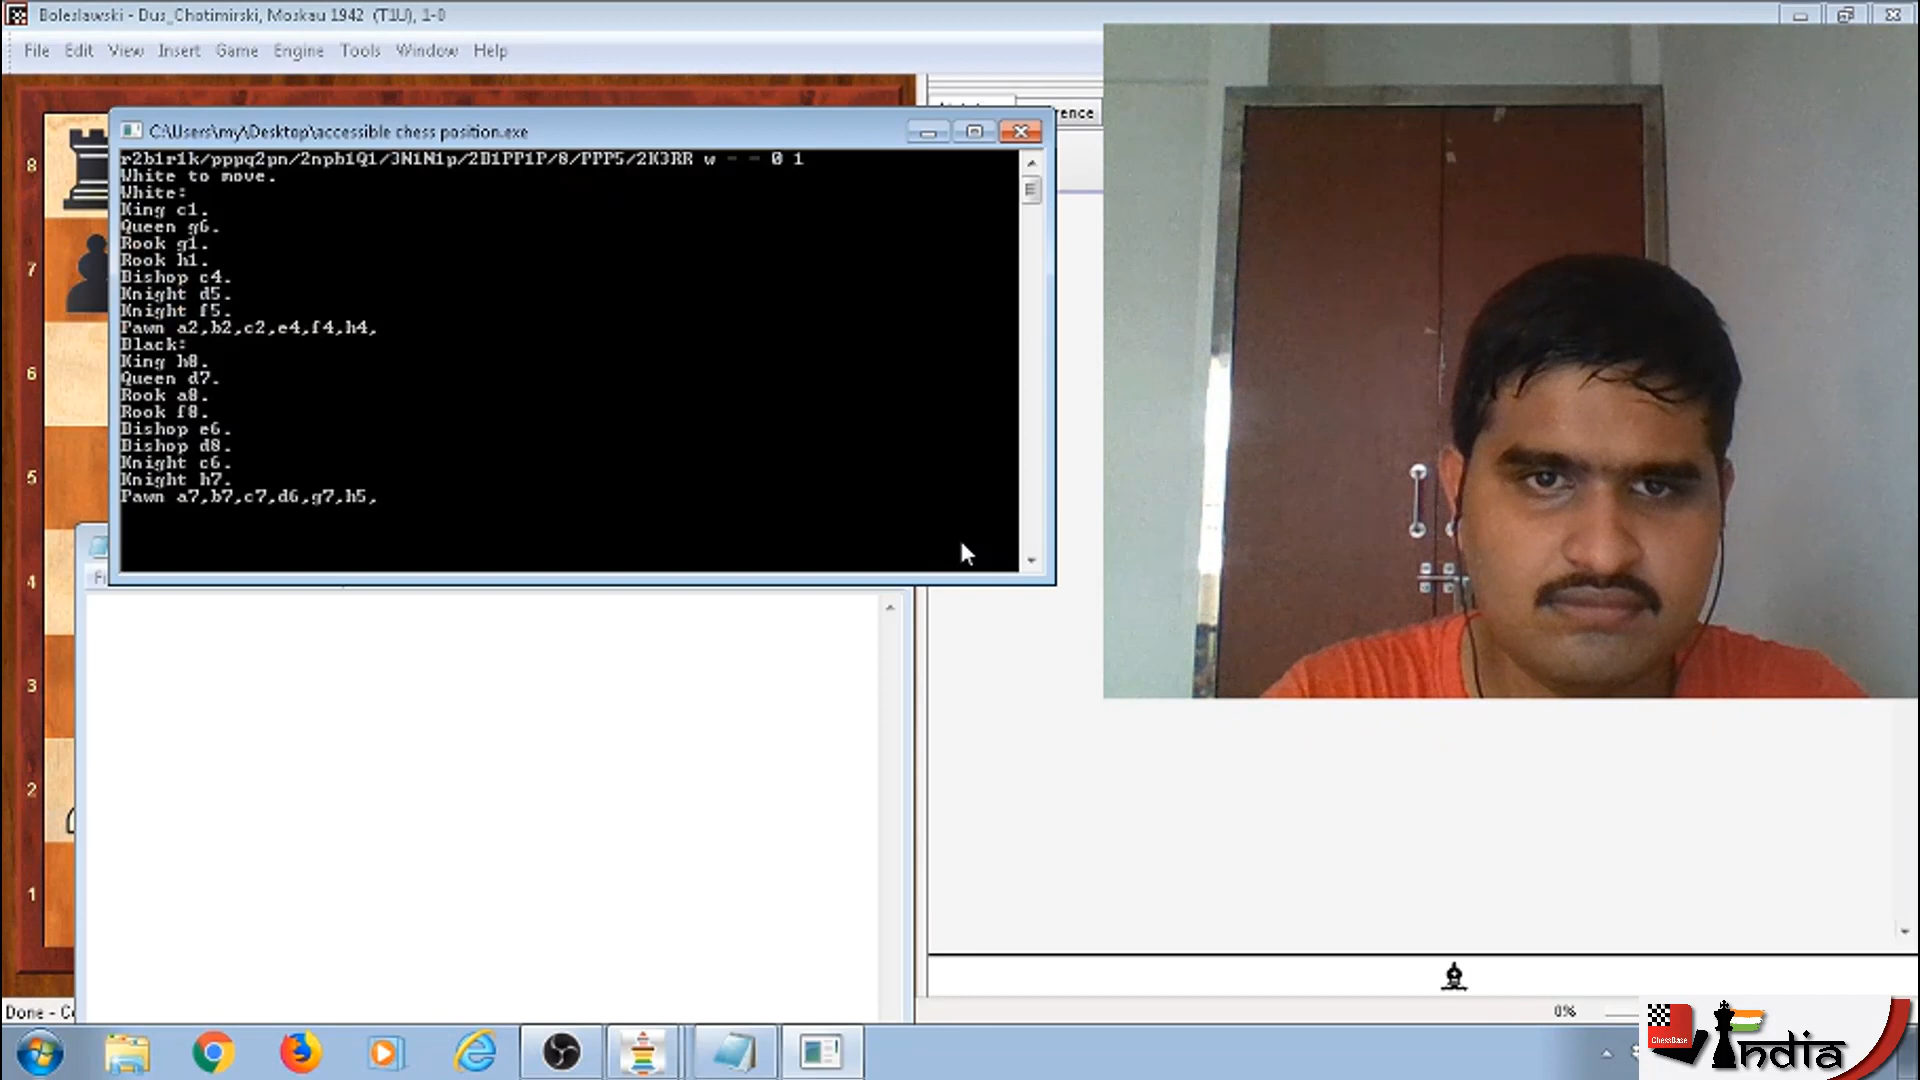 Boleslawski - Dus_Chotimirski, Moskau 1942 (T1U), 1-0
File Edit View Insert Game Engine Tools Window Help
rence
C:\Users\my\Desktop\accessible chess position.exe
r2b1r1k/pppq2pn/2npb1Q1/3N1N1p/2B1PP1P/8/PPP5/2K3RR w - - 0 1
White to move.
White:
King c1.
Queen g6.
Rook g1.
Rook h1.
Bishop c4.
Knight d5.
Knight f5.
Pawn a2,b2,c2,e4,f4,h4,
Black:
King h8.
Queen d7.
Rook a8.
Rook f8.
Bishop e6.
Bishop d8.
Knight c6.
Knight h7.
Pawn a7,b7,c7,d6,g7,h5,
8
7
6
5
4
3
2
1
Done -
0%
ChessBase
India